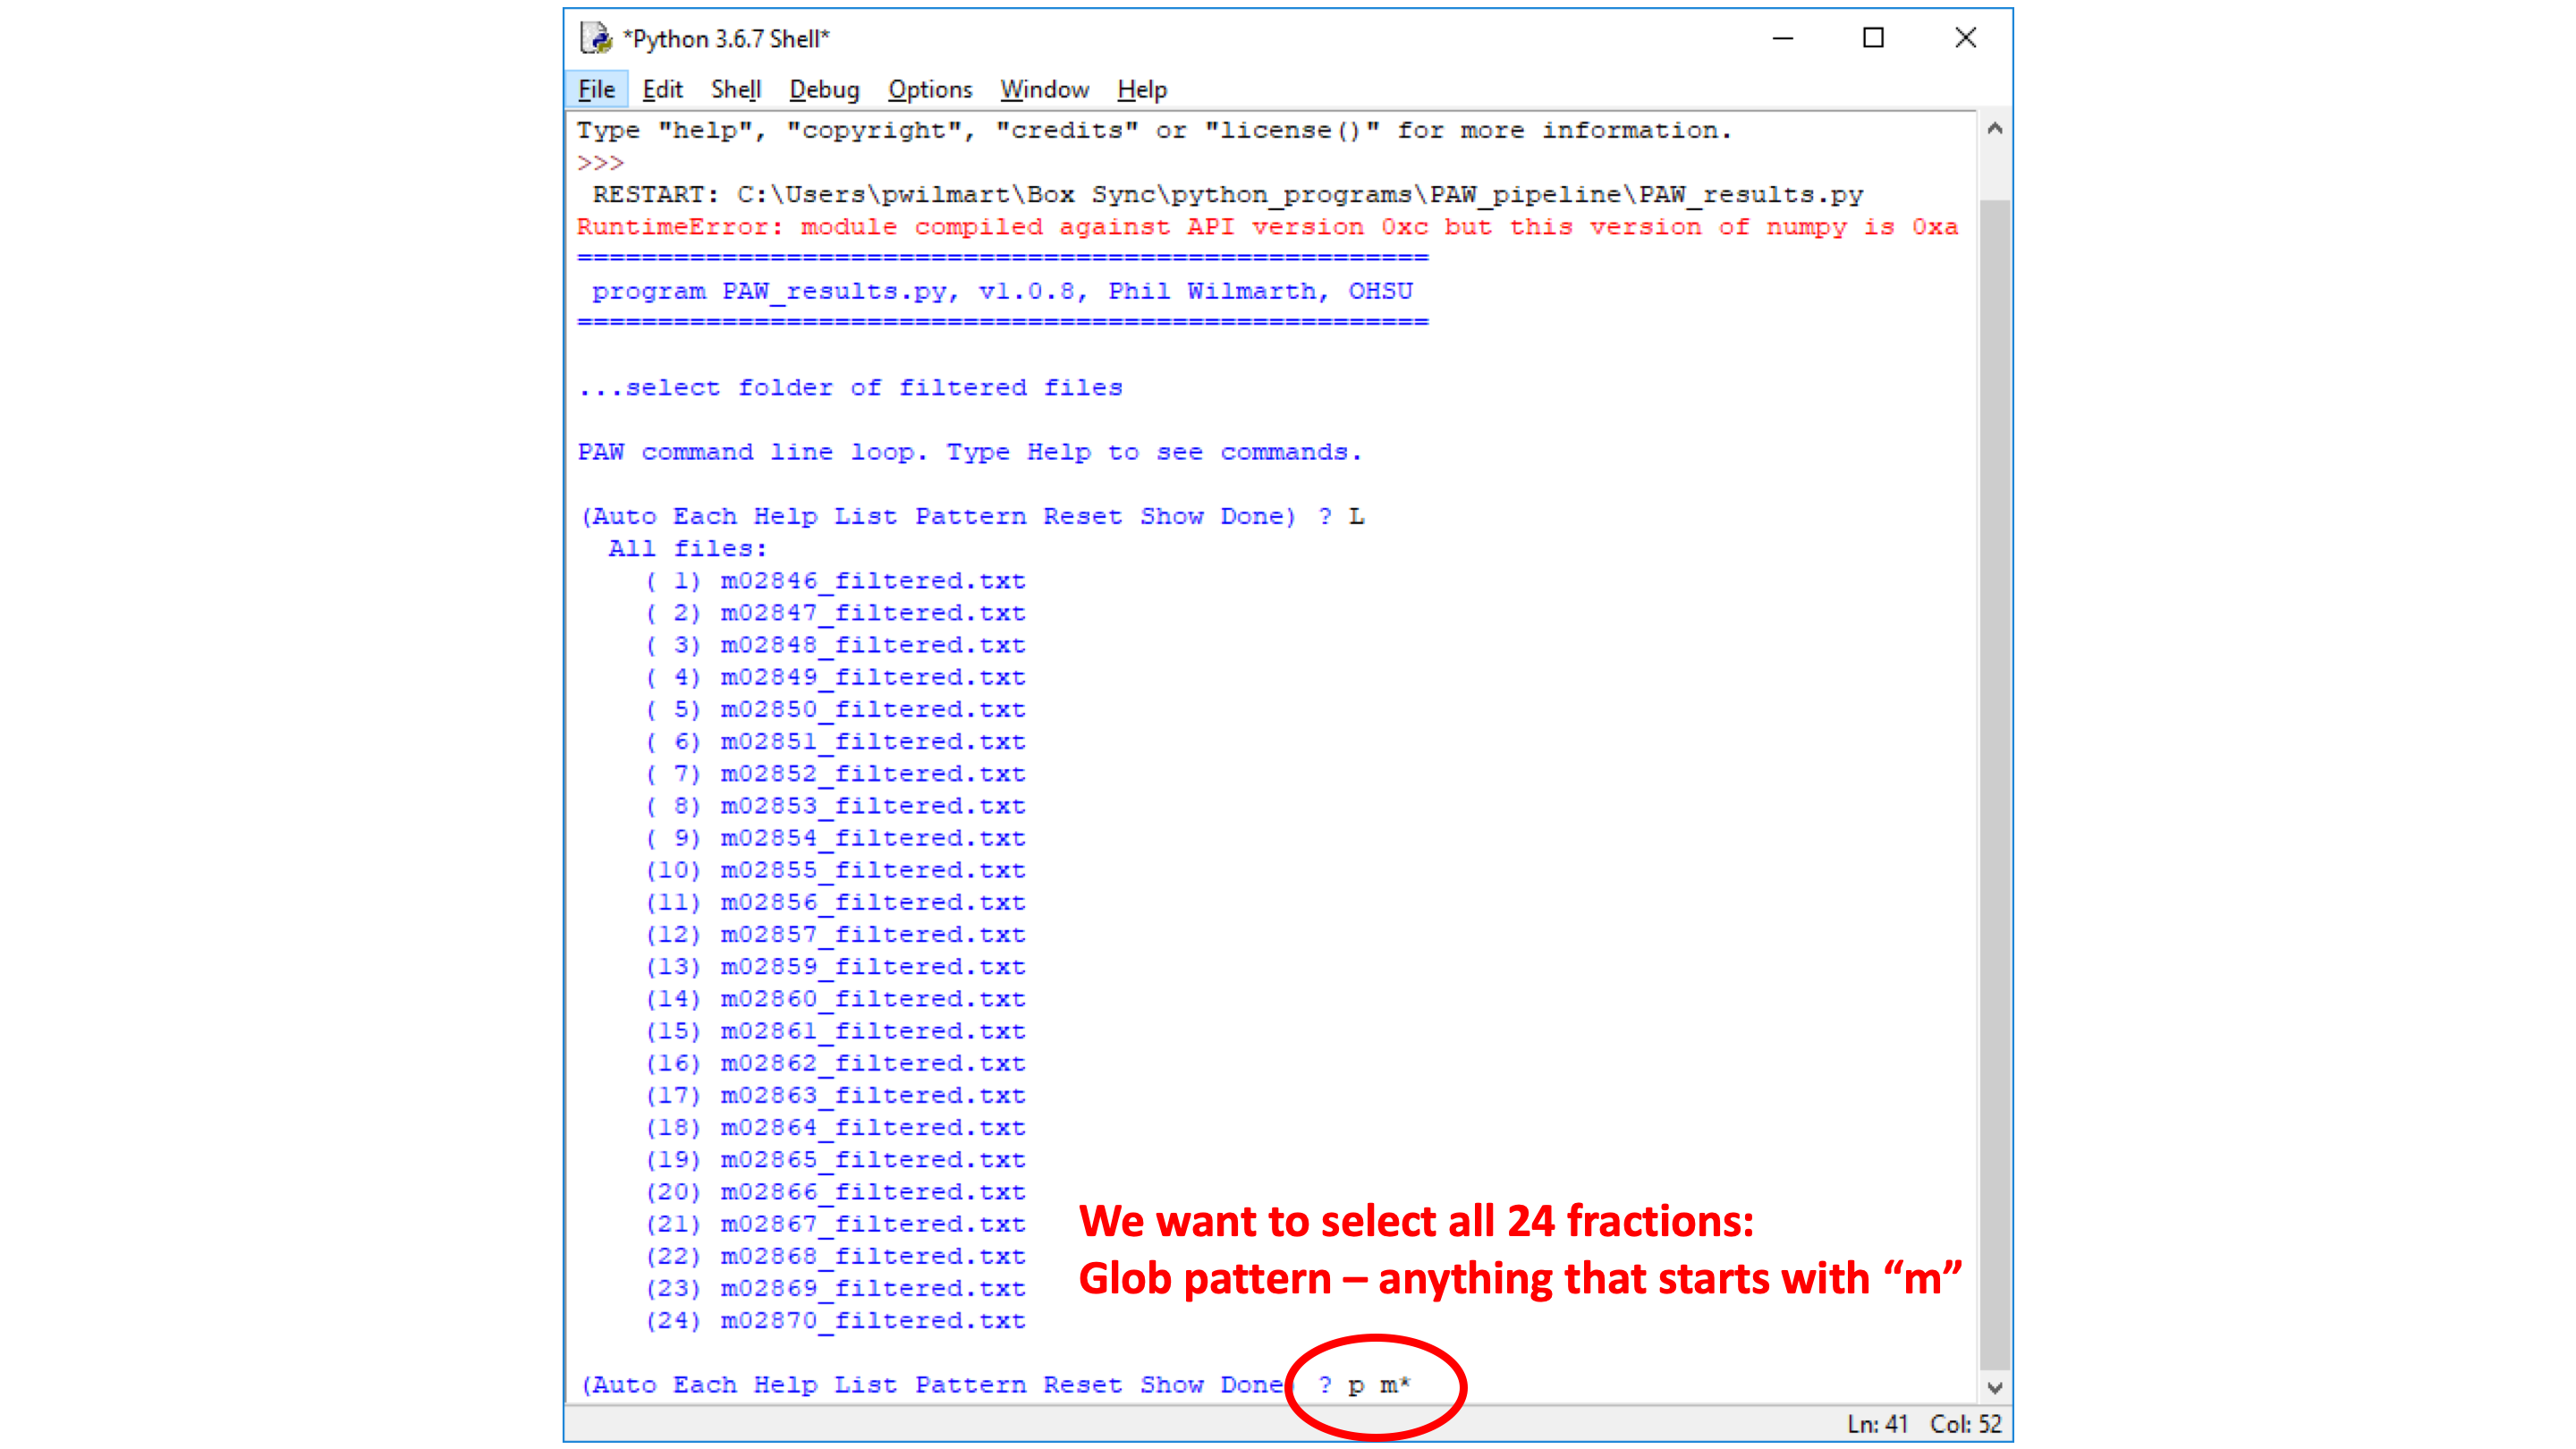 *Python 3.6.7 Shell*
File Edit Shell Debug Options Window Help
Type "help", "copyright", "credits" or "license()" for more information.
>>>
RESTART: C:\Users\pwilmart\Box Sync\python_programs\PAW_pipeline\PAW_results.py
RuntimeError: module compiled against API version 0xc but this version of numpy is 0xa
=====================================================
program PAW_results.py, v1.0.8, Phil Wilmarth, OHSU
=====================================================
...select folder of filtered files
PAW command line loop. Type Help to see commands.
(Auto Each Help List Pattern Reset Show Done) ? L
All files:
( 1) m02846_filtered.txt
( 2) m02847_filtered.txt
( 3) m02848_filtered.txt
( 4) m02849_filtered.txt
( 5) m02850_filtered.txt
( 6) m02851_filtered.txt
( 7) m02852_filtered.txt
( 8) m02853_filtered.txt
( 9) m02854_filtered.txt
(10) m02855_filtered.txt
(11) m02856_filtered.txt
(12) m02857_filtered.txt
(13) m02859_filtered.txt
(14) m02860_filtered.txt
(15) m02861_filtered.txt
(16) m02862_filtered.txt
(17) m02863_filtered.txt
(18) m02864_filtered.txt
(19) m02865_filtered.txt
(20) m02866_filtered.txt
(21) m02867_filtered.txt
(22) m02868_filtered.txt
(23) m02869_filtered.txt
(24) m02870_filtered.txt
We want to select all 24 fractions:
Glob pattern – anything that starts with “m”
(Auto Each Help List Pattern Reset Show Done) ? p m*
Ln: 41 Col: 52